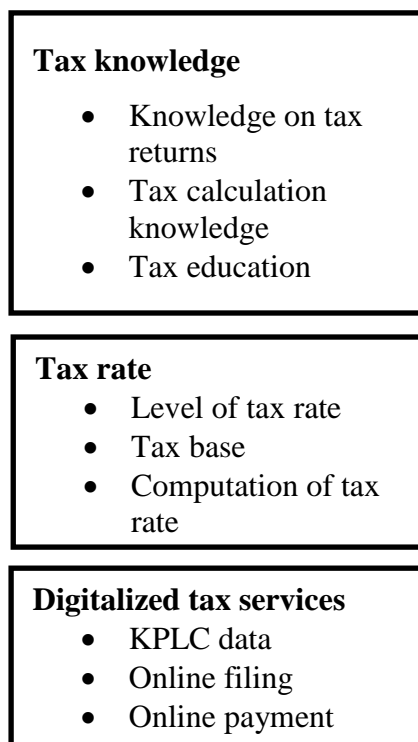 Tax knowledge
• Knowledge on tax
returns
• Tax calculation
knowledge
• Tax education
Tax rate
• Level of tax rate
• Tax base
• Computation of tax
rate
Digitalized tax services
• KPLC data
• Online filing
• Online payment